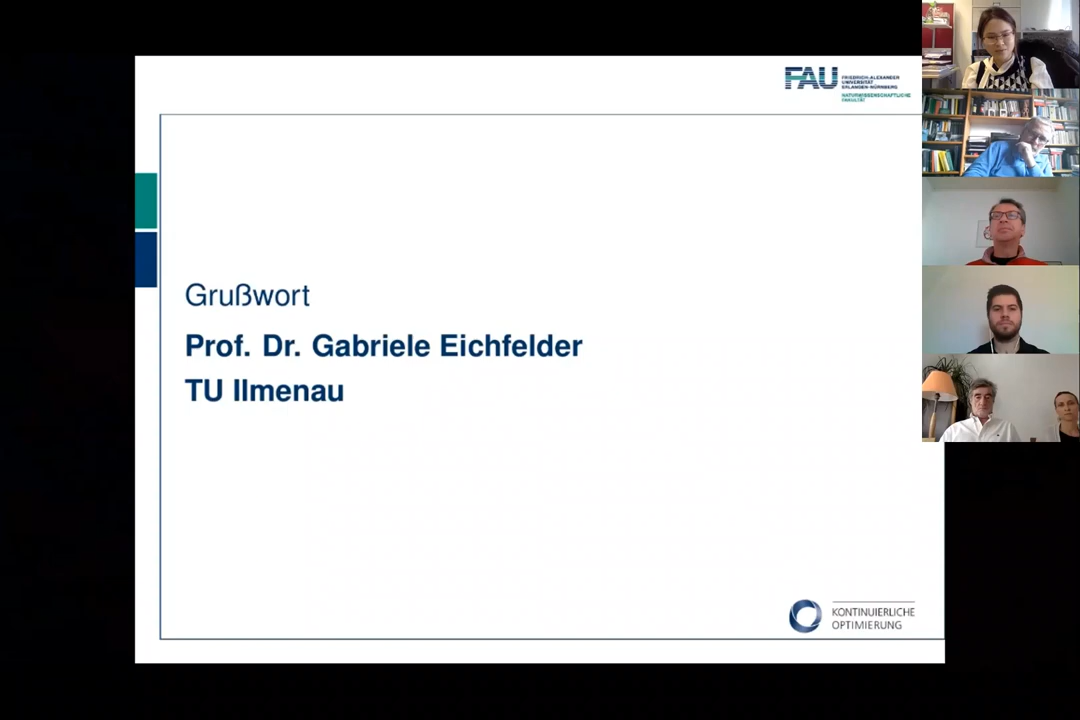 FAU
FRIEDRICH-ALEXANDER
UNIVERSITÄT
ERLANGEN-NÜRNBERG
NATURWISSENSCHAFTLICHE
FAKULTÄT
Grußwort
Prof. Dr. Gabriele Eichfelder
TU Ilmenau
KONTINUIERLICHE
OPTIMIERUNG